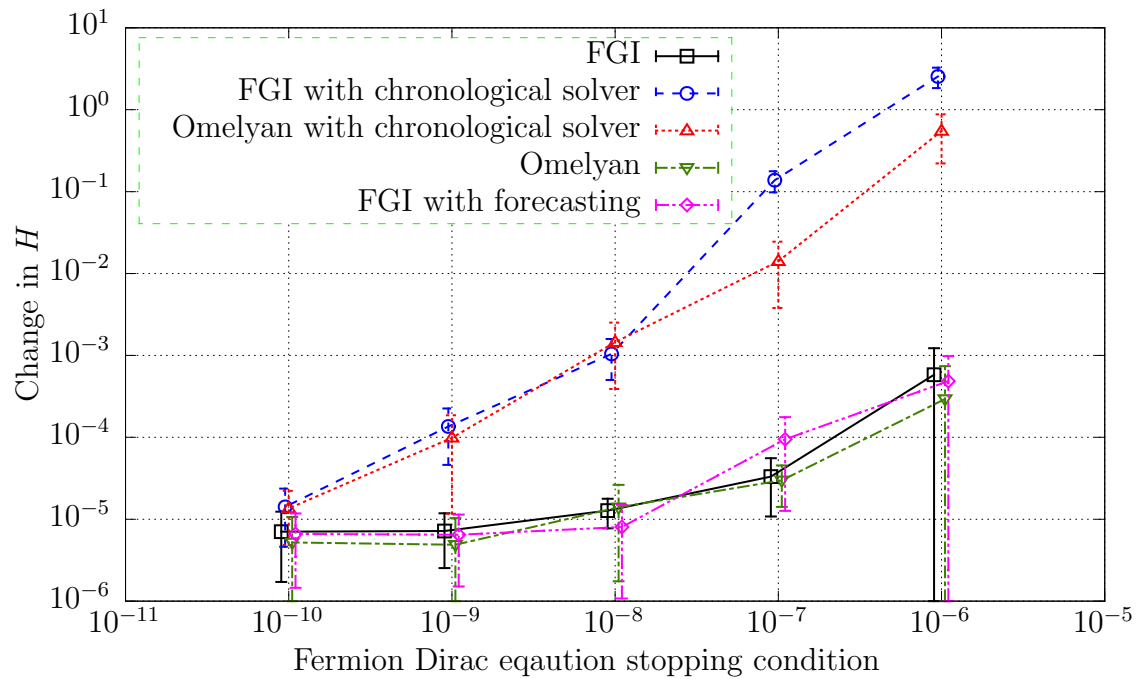 10^1
10^0
10^-1
10^-2
10^-3
10^-4
10^-5
10^-6
Change in H
FGI
FGI with chronological solver
Omelyan with chronological solver
Omelyan
FGI with forecasting
10^-11
10^-10
10^-9
10^-8
10^-7
10^-6
10^-5
Fermion Dirac eqaution stopping condition